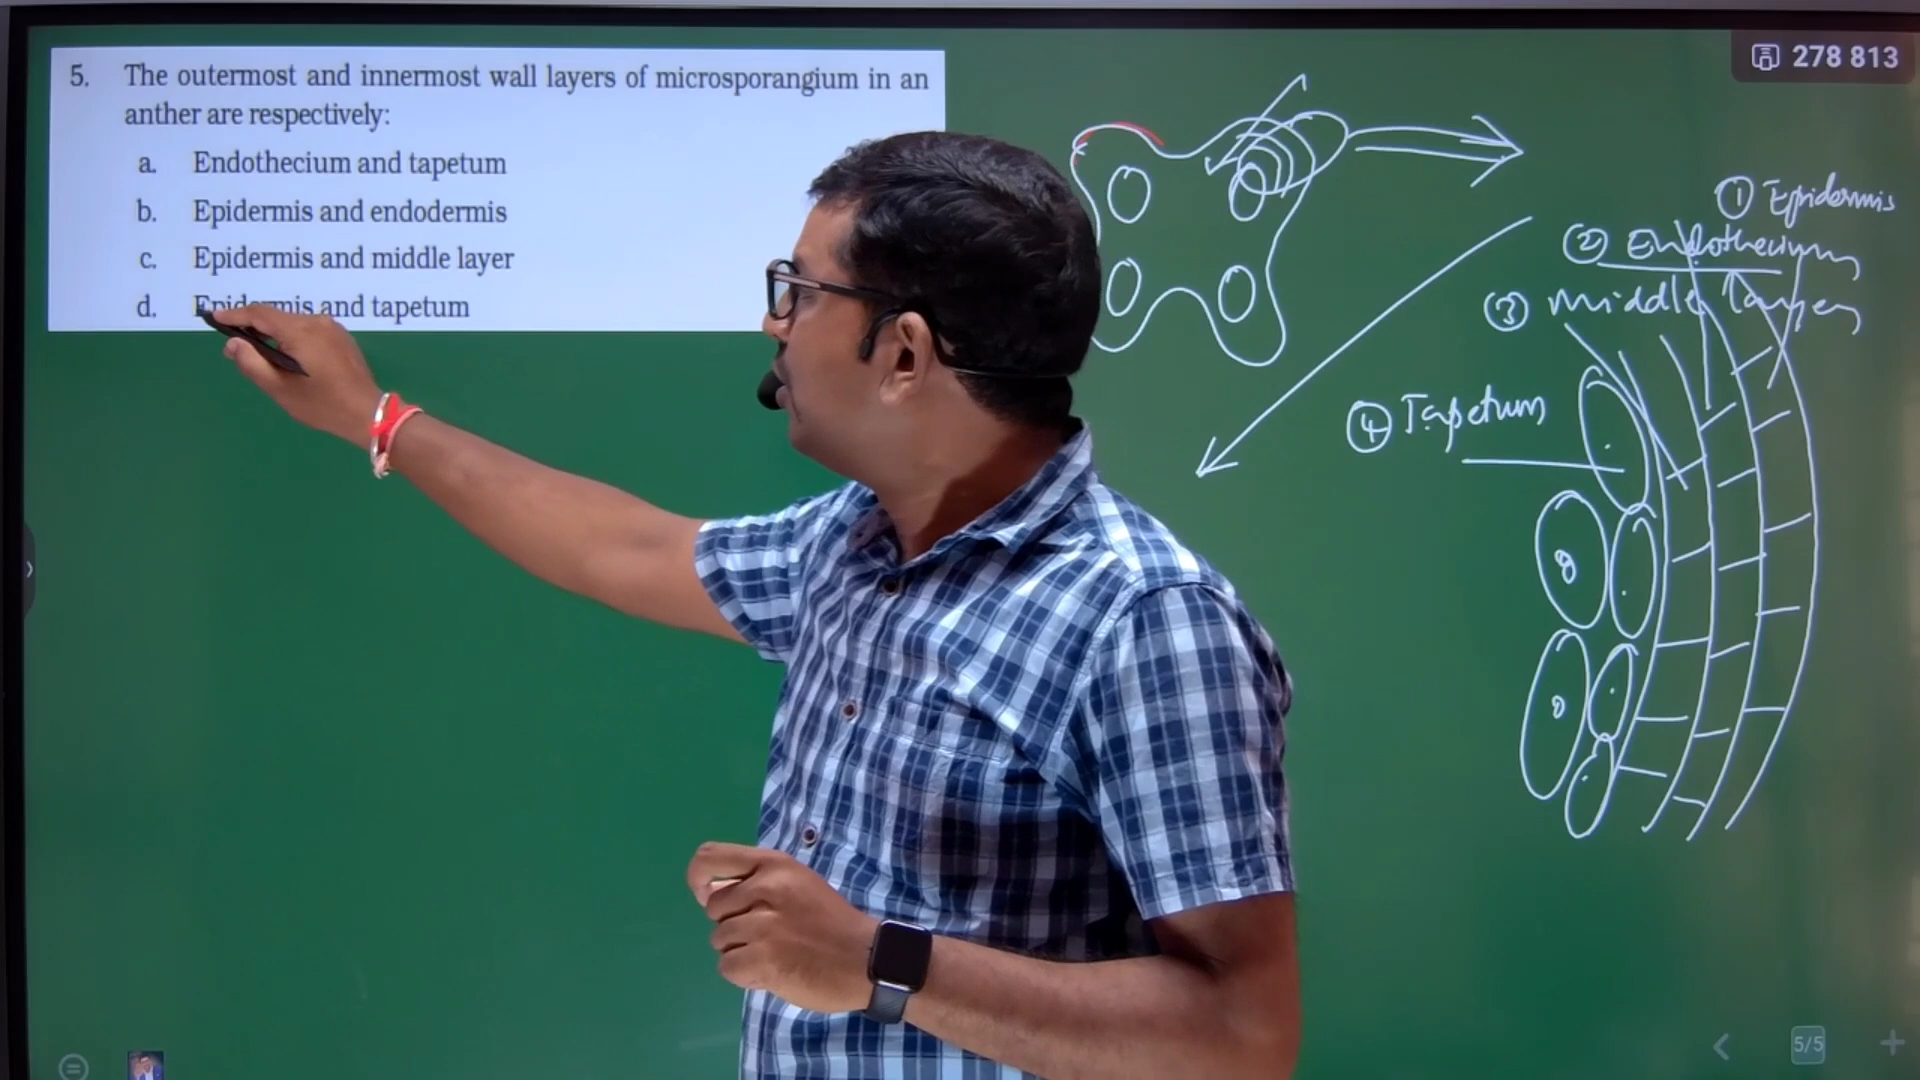 5. The outermost and innermost wall layers of microsporangium in an
anther are respectively:
a. Endothecium and tapetum
b. Epidermis and endodermis
c. Epidermis and middle layer
d. Epidermis and tapetum
278 813
① Epidermis
② Endothecium
③ Middle layer
④ Tapetum
5/5